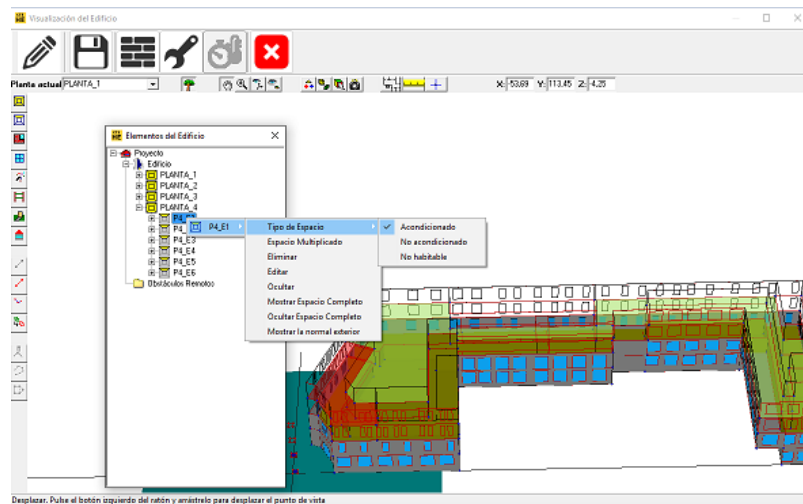 Visualización del Edificio
Planta actual PLANTA_1 X: 53,69 Y: 113,45 Z: 4,25
Elementos del Edificio
Proyecto
Edificio
PLANTA_1
PLANTA_2
PLANTA_3
PLANTA_4
P4_E1
P4_E3
P4_E4
P4_E5
P4_E6
Obstáculos Remotos
P4_E1
Tipo de Espacio
Espacio Multiplicado
Eliminar
Editar
Ocultar
Mostrar Espacio Completo
Ocultar Espacio Completo
Mostrar la normal exterior
Acondicionado
No acondicionado
No habitable
Desplazar. Pulse el botón izquierdo del ratón y arrástrelo para desplazar el punto de vista